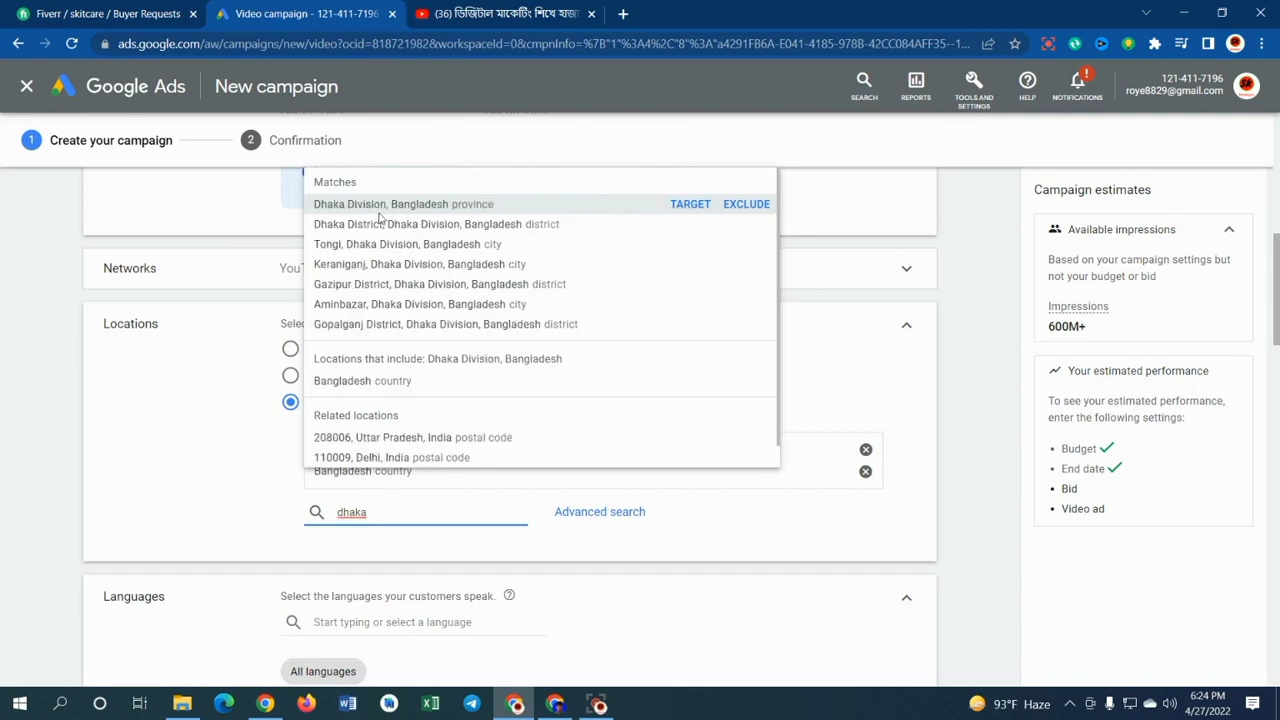 Fiverr / skitcare / Buyer Requests
Video campaign - 121-411-7196
(36) ডিজিটাল মার্কেটিং শিখে হাজা
ads.google.com/aw/campaigns/new/video?ocid=818721982&workspaceId=0&cmpnInfo=%7B"1"%3A4%2C"8"%3A"a4291FB6A-E041-4185-978B-42CC084AFF35--1...
Google Ads
New campaign
SEARCH
REPORTS
TOOLS AND SETTINGS
HELP
!
NOTIFICATIONS
121-411-7196
roye8829@gmail.com
1 Create your campaign
2 Confirmation
Matches
Dhaka Division, Bangladesh province TARGET EXCLUDE
Dhaka District, Dhaka Division, Bangladesh district
Tongi, Dhaka Division, Bangladesh city
Keraniganj, Dhaka Division, Bangladesh city
Gazipur District, Dhaka Division, Bangladesh district
Aminbazar, Dhaka Division, Bangladesh city
Gopalganj District, Dhaka Division, Bangladesh district
Locations that include: Dhaka Division, Bangladesh
Bangladesh country
Related locations
208006, Uttar Pradesh, India postal code
110009, Delhi, India postal code
Bangladesh country
Networks
Locations
dhaka
Advanced search
Languages
Select the languages your customers speak.
Start typing or select a language
All languages
Campaign estimates
Available impressions
Based on your campaign settings but
not your budget or bid
Impressions
600M+
Your estimated performance
To see your estimated performance,
enter the following settings:
Budget
End date
Bid
Video ad
93°F Haze
6:24 PM
4/27/2022